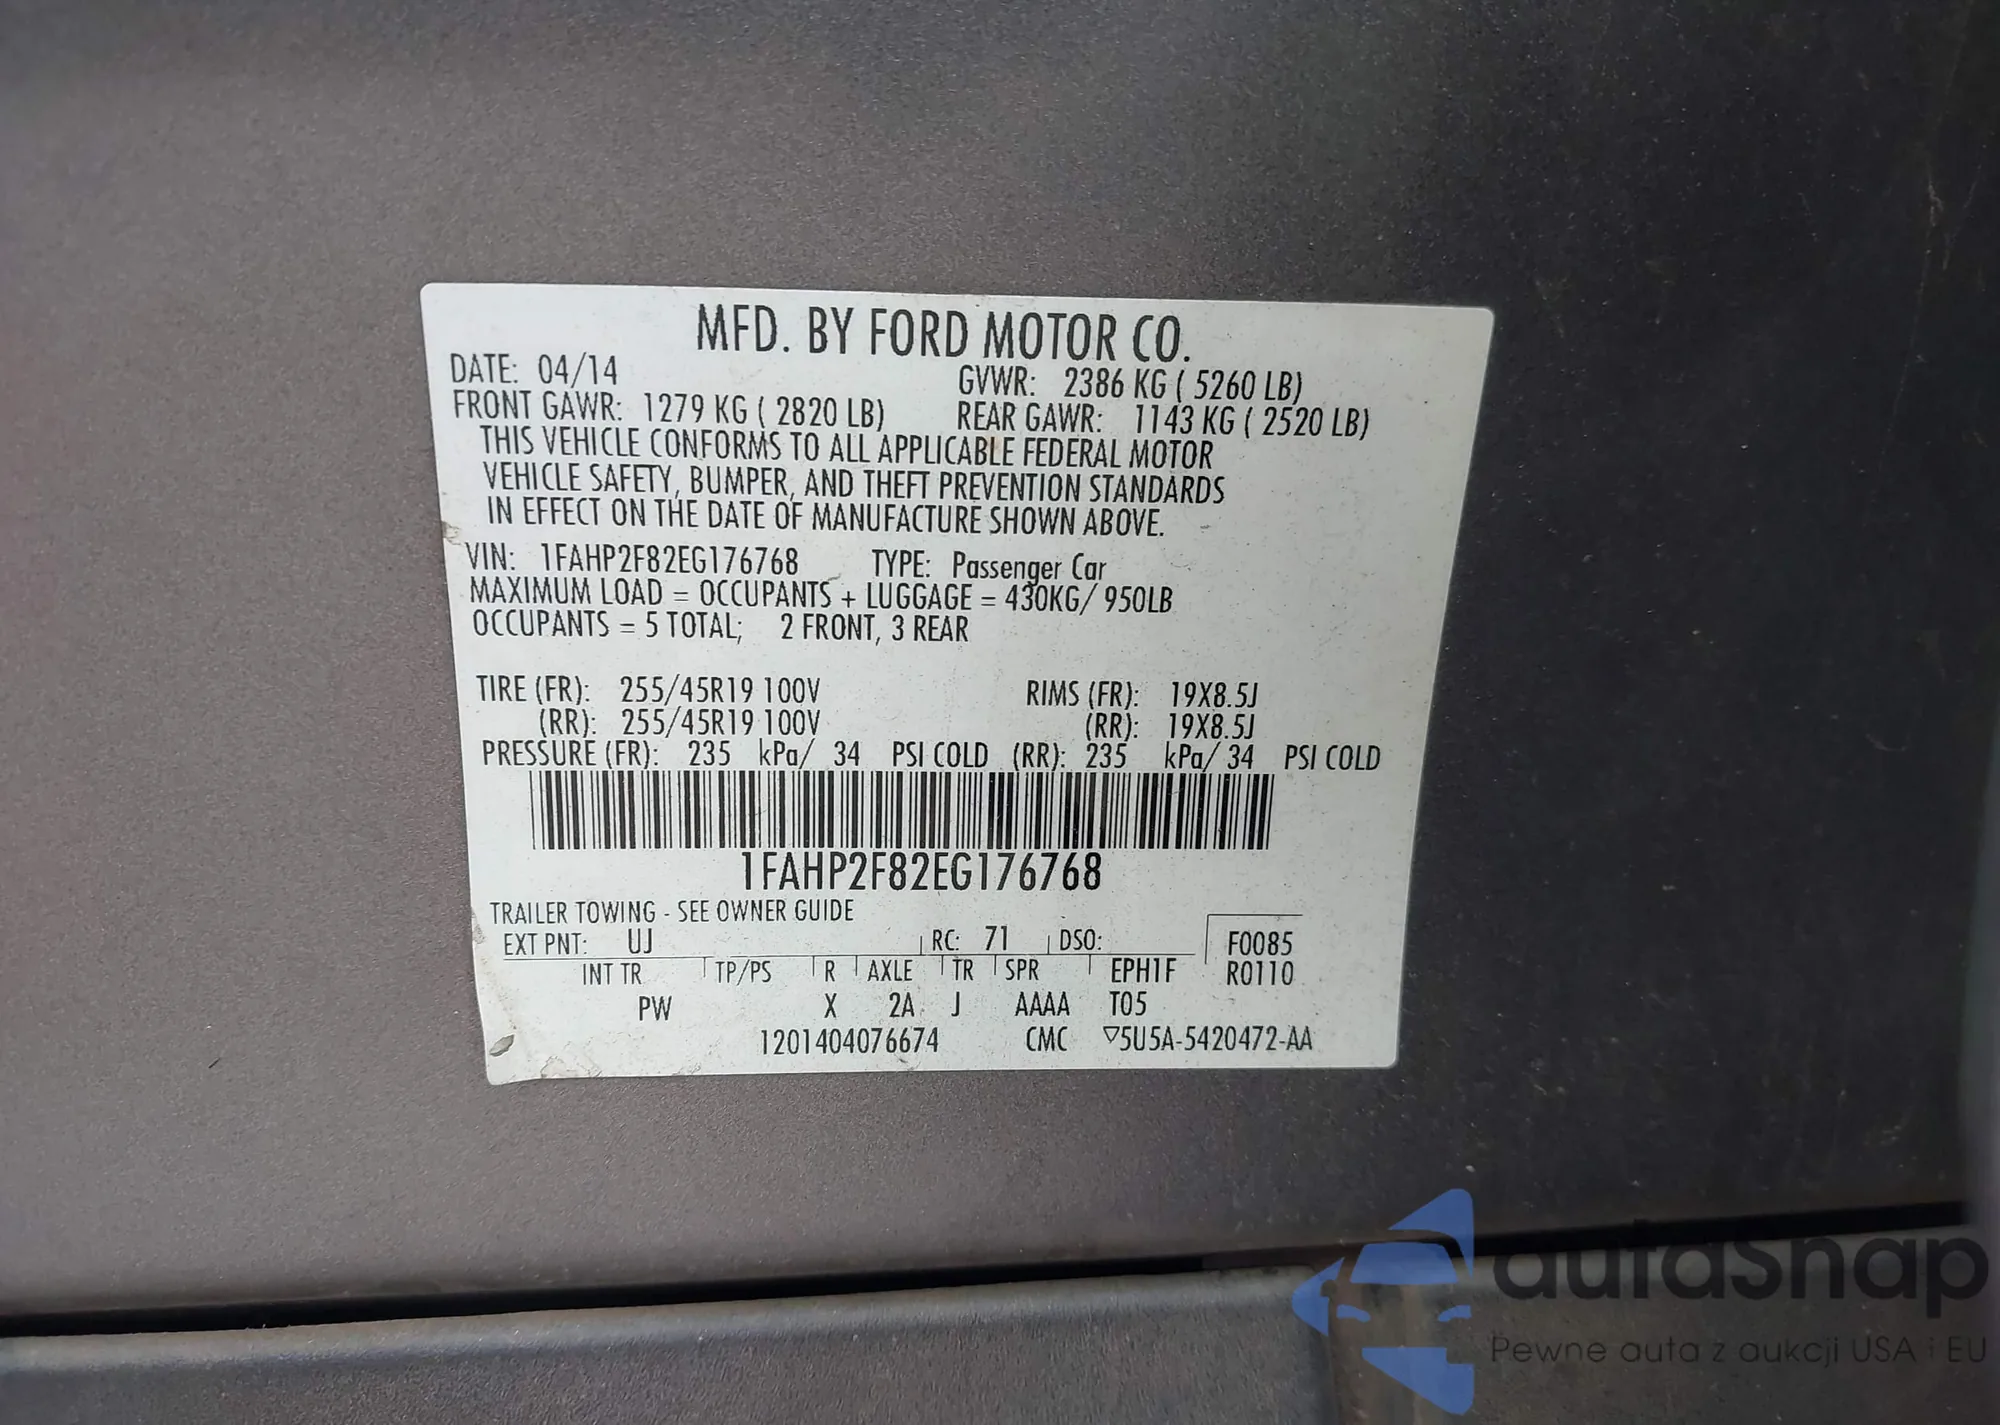 MFD. BY FORD MOTOR CO.
DATE: 04/14 GVWR: 2386 KG ( 5260 LB)
FRONT GAWR: 1279 KG ( 2820 LB) REAR GAWR: 1143 KG ( 2520 LB)
THIS VEHICLE CONFORMS TO ALL APPLICABLE FEDERAL MOTOR
VEHICLE SAFETY, BUMPER, AND THEFT PREVENTION STANDARDS
IN EFFECT ON THE DATE OF MANUFACTURE SHOWN ABOVE.
VIN: 1FAHP2F82EG176768 TYPE: Passenger Car
MAXIMUM LOAD = OCCUPANTS + LUGGAGE = 430KG/ 950LB
OCCUPANTS = 5 TOTAL; 2 FRONT, 3 REAR
TIRE (FR): 255/45R19 100V RIMS (FR): 19X8.5J
(RR): 255/45R19 100V (RR): 19X8.5J
PRESSURE (FR): 235 kPa/ 34 PSI COLD (RR): 235 kPa/ 34 PSI COLD
1FAHP2F82EG176768
TRAILER TOWING - SEE OWNER GUIDE
EXT PNT: UJ RC: 71 DSO: F0085
INT TR TP/PS R AXLE TR SPR EPH1F R0110
PW X 2A J AAAA T05
1201404076674 CMC ▽5U5A-5420472-AA
autaSnap
Pewne auta z aukcji USA i EU